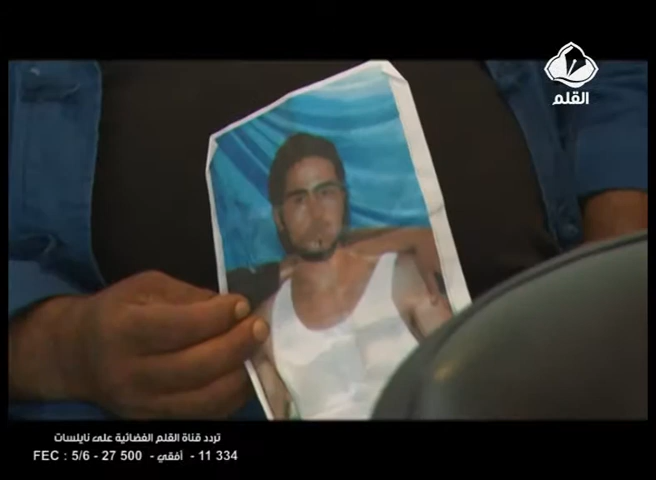 القلم
تردد قناة القلم الفضائية على نايلسات
FEC : 5/6 - 27 500 - أفقي - 11 334